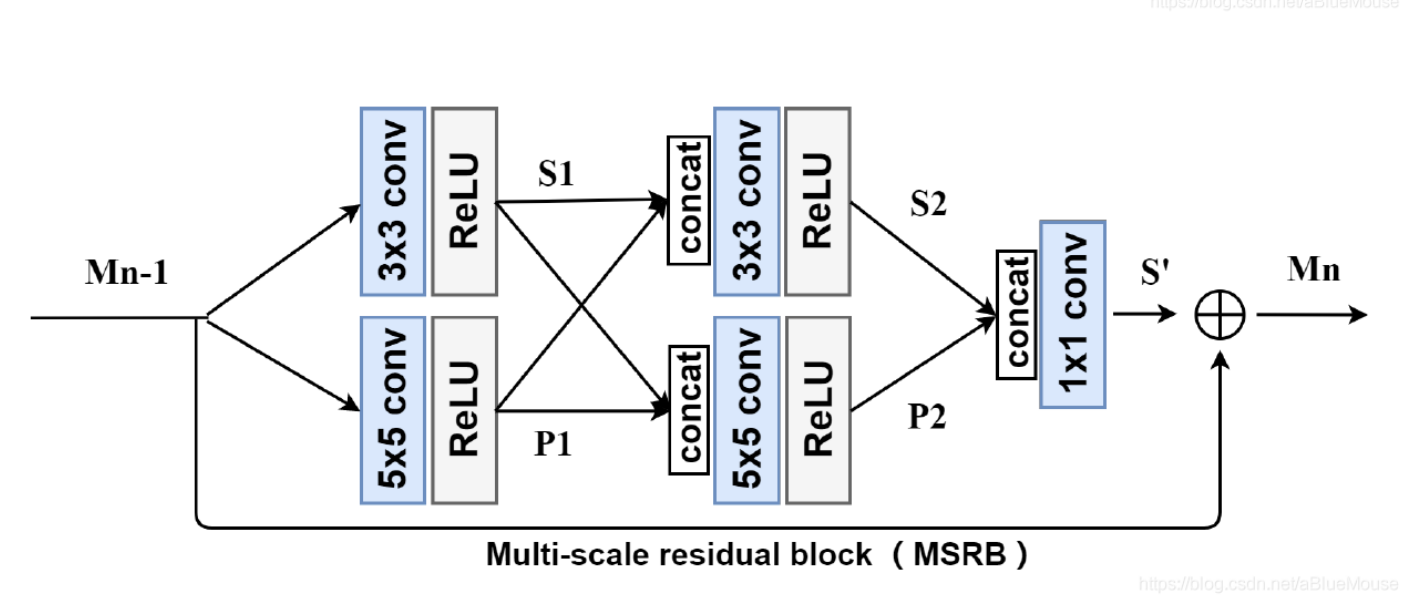 https://blog.csdn.net/aBlueMouse
Mn-1
3x3 conv
ReLU
5x5 conv
ReLU
S1
P1
concat
3x3 conv
ReLU
concat
5x5 conv
ReLU
S2
P2
concat
1x1 conv
S'
Mn
Multi-scale residual block （MSRB）
https://blog.csdn.net/aBlueMouse